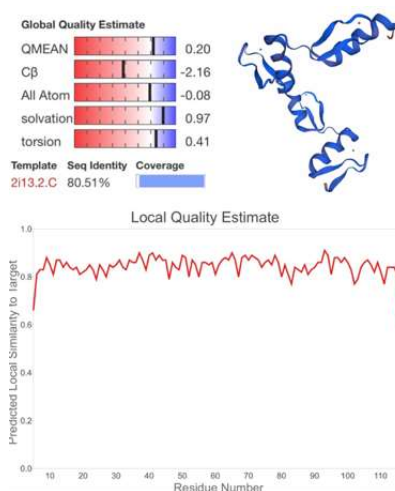 Global Quality Estimate
QMEAN 0.20
Cβ -2.16
All Atom -0.08
solvation 0.97
torsion 0.41
Template Seq Identity Coverage
2i13.2.C 80.51%
Local Quality Estimate
Predicted Local Similarity to Target
1.0
0.8
0.6
0.4
0.2
0.0
10 20 30 40 50 60 70 80 90 100 110
Residue Number